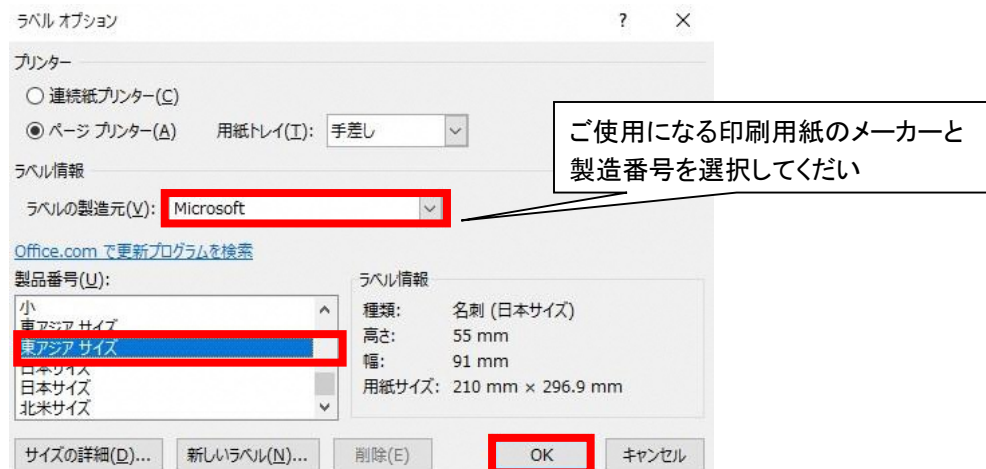 ラベル オプション ? ×
プリンター
連続紙プリンター(C)
ページ プリンター(A) 用紙トレイ(T): 手差し
ご使用になる印刷用紙のメーカーと
製造番号を選択してくだい
ラベル情報
ラベルの製造元(V): Microsoft
Office.com で更新プログラムを検索
製品番号(U):
小
東アジア サイズ
東アジア サイズ
日本サイズ
日本サイズ
北米サイズ
ラベル情報
種類: 名刺 (日本サイズ)
高さ: 55 mm
幅: 91 mm
用紙サイズ: 210 mm × 296.9 mm
サイズの詳細(D)... 新しいラベル(N)... 削除(E) OK キャンセル